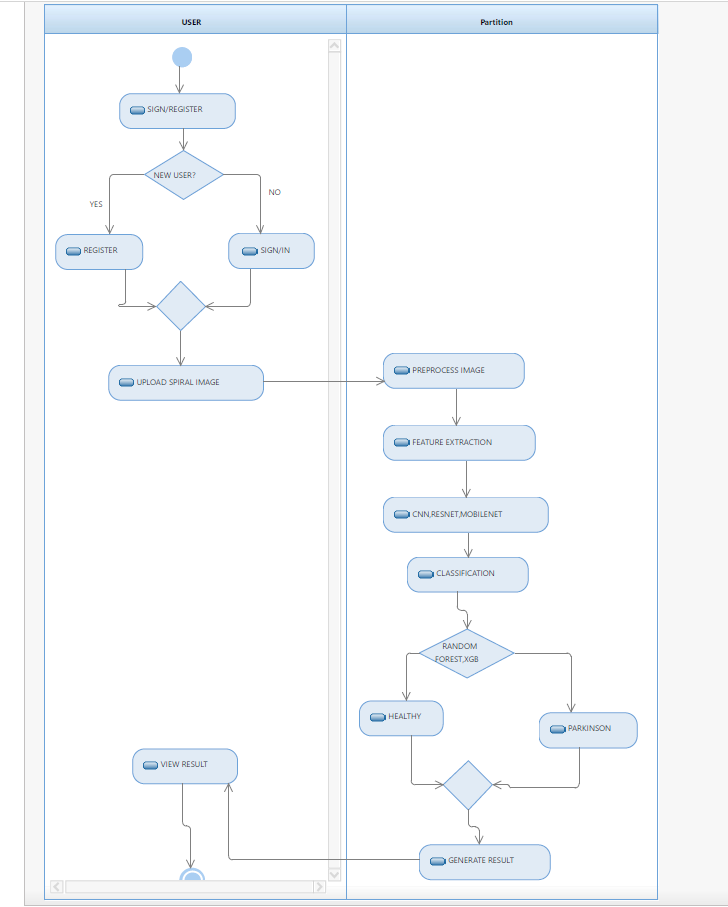 USER
Partition
SIGN/REGISTER
NEW USER?
YES
NO
REGISTER
SIGN/IN
UPLOAD SPIRAL IMAGE
PREPROCESS IMAGE
FEATURE EXTRACTION
CNN,RESNET,MOBILENET
CLASSIFICATION
RANDOM
FOREST,XGB
HEALTHY
PARKINSON
VIEW RESULT
GENERATE RESULT